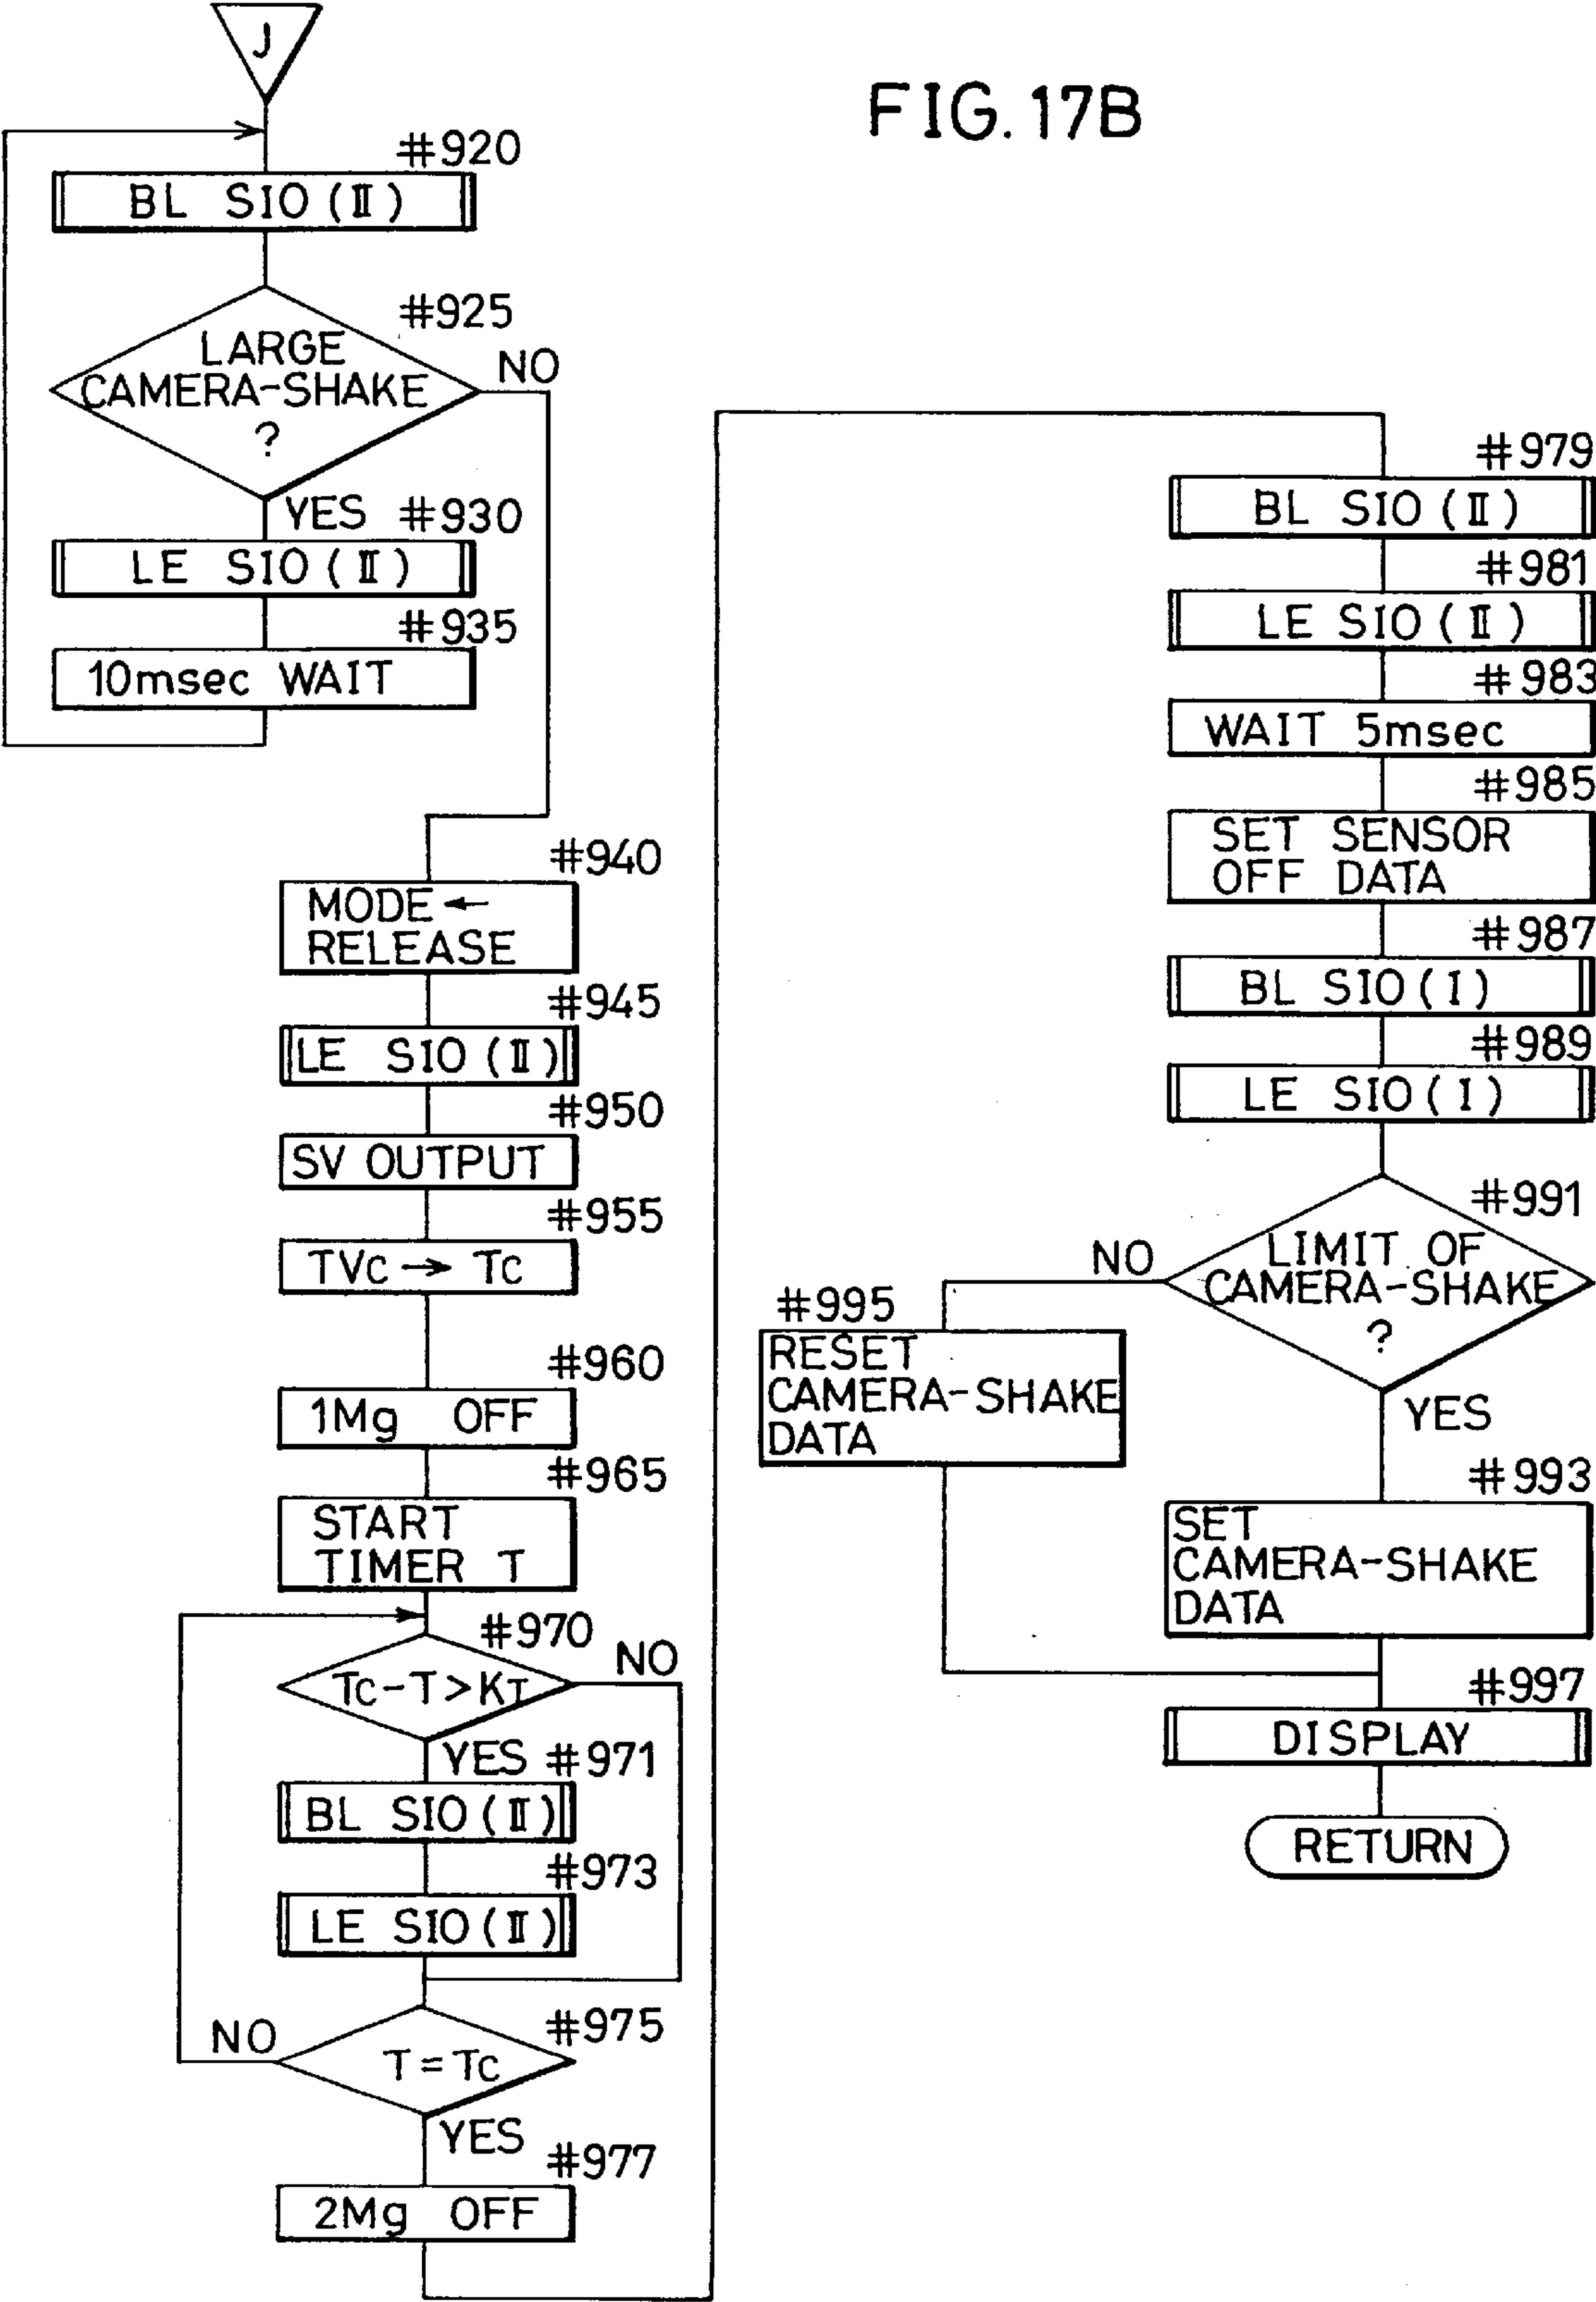 J
FIG. 17B
#920
BL SIO (II)
#925
LARGE
CAMERA-SHAKE
?
NO
YES #930
LE SIO (II)
#935
10msec WAIT
#940
MODE ←
RELEASE
#945
LE SIO (II)
#950
SV OUTPUT
#955
TVC → TC
#960
1Mg OFF
#965
START
TIMER T
#970
NO
TC-T>KT
YES #971
BL SIO (II)
#973
LE SIO (II)
#975
NO
T=TC
YES
#977
2Mg OFF
#979
BL SIO (II)
#981
LE SIO (II)
#983
WAIT 5msec
#985
SET SENSOR
OFF DATA
#987
BL SIO (I)
#989
LE SIO (I)
#991
LIMIT OF
CAMERA-SHAKE
?
NO
#995
RESET
CAMERA-SHAKE
DATA
YES
#993
SET
CAMERA-SHAKE
DATA
#997
DISPLAY
RETURN